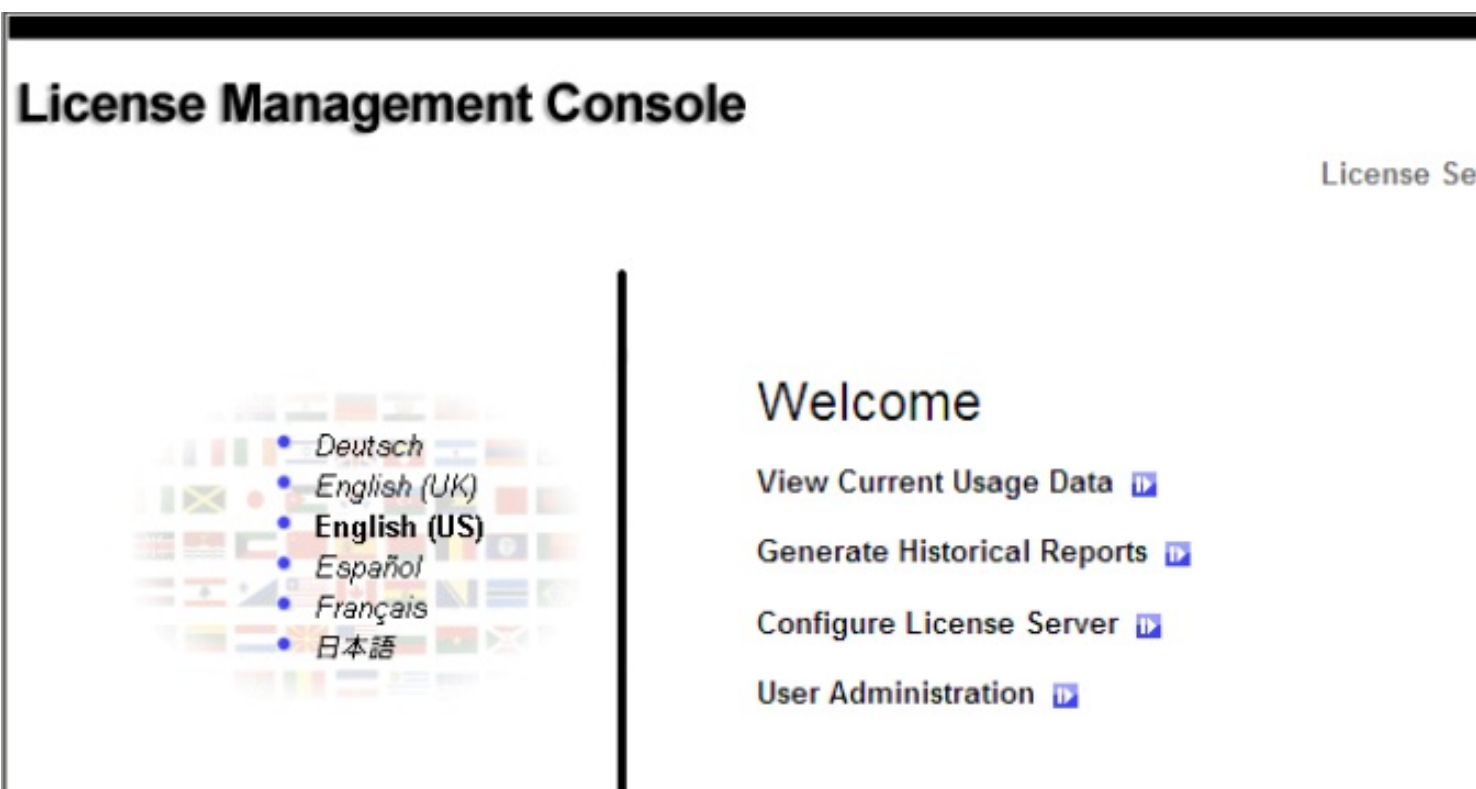 License Management Console
License Se
Deutsch
English (UK)
English (US)
Español
Français
日本語
Welcome
View Current Usage Data
Generate Historical Reports
Configure License Server
User Administration